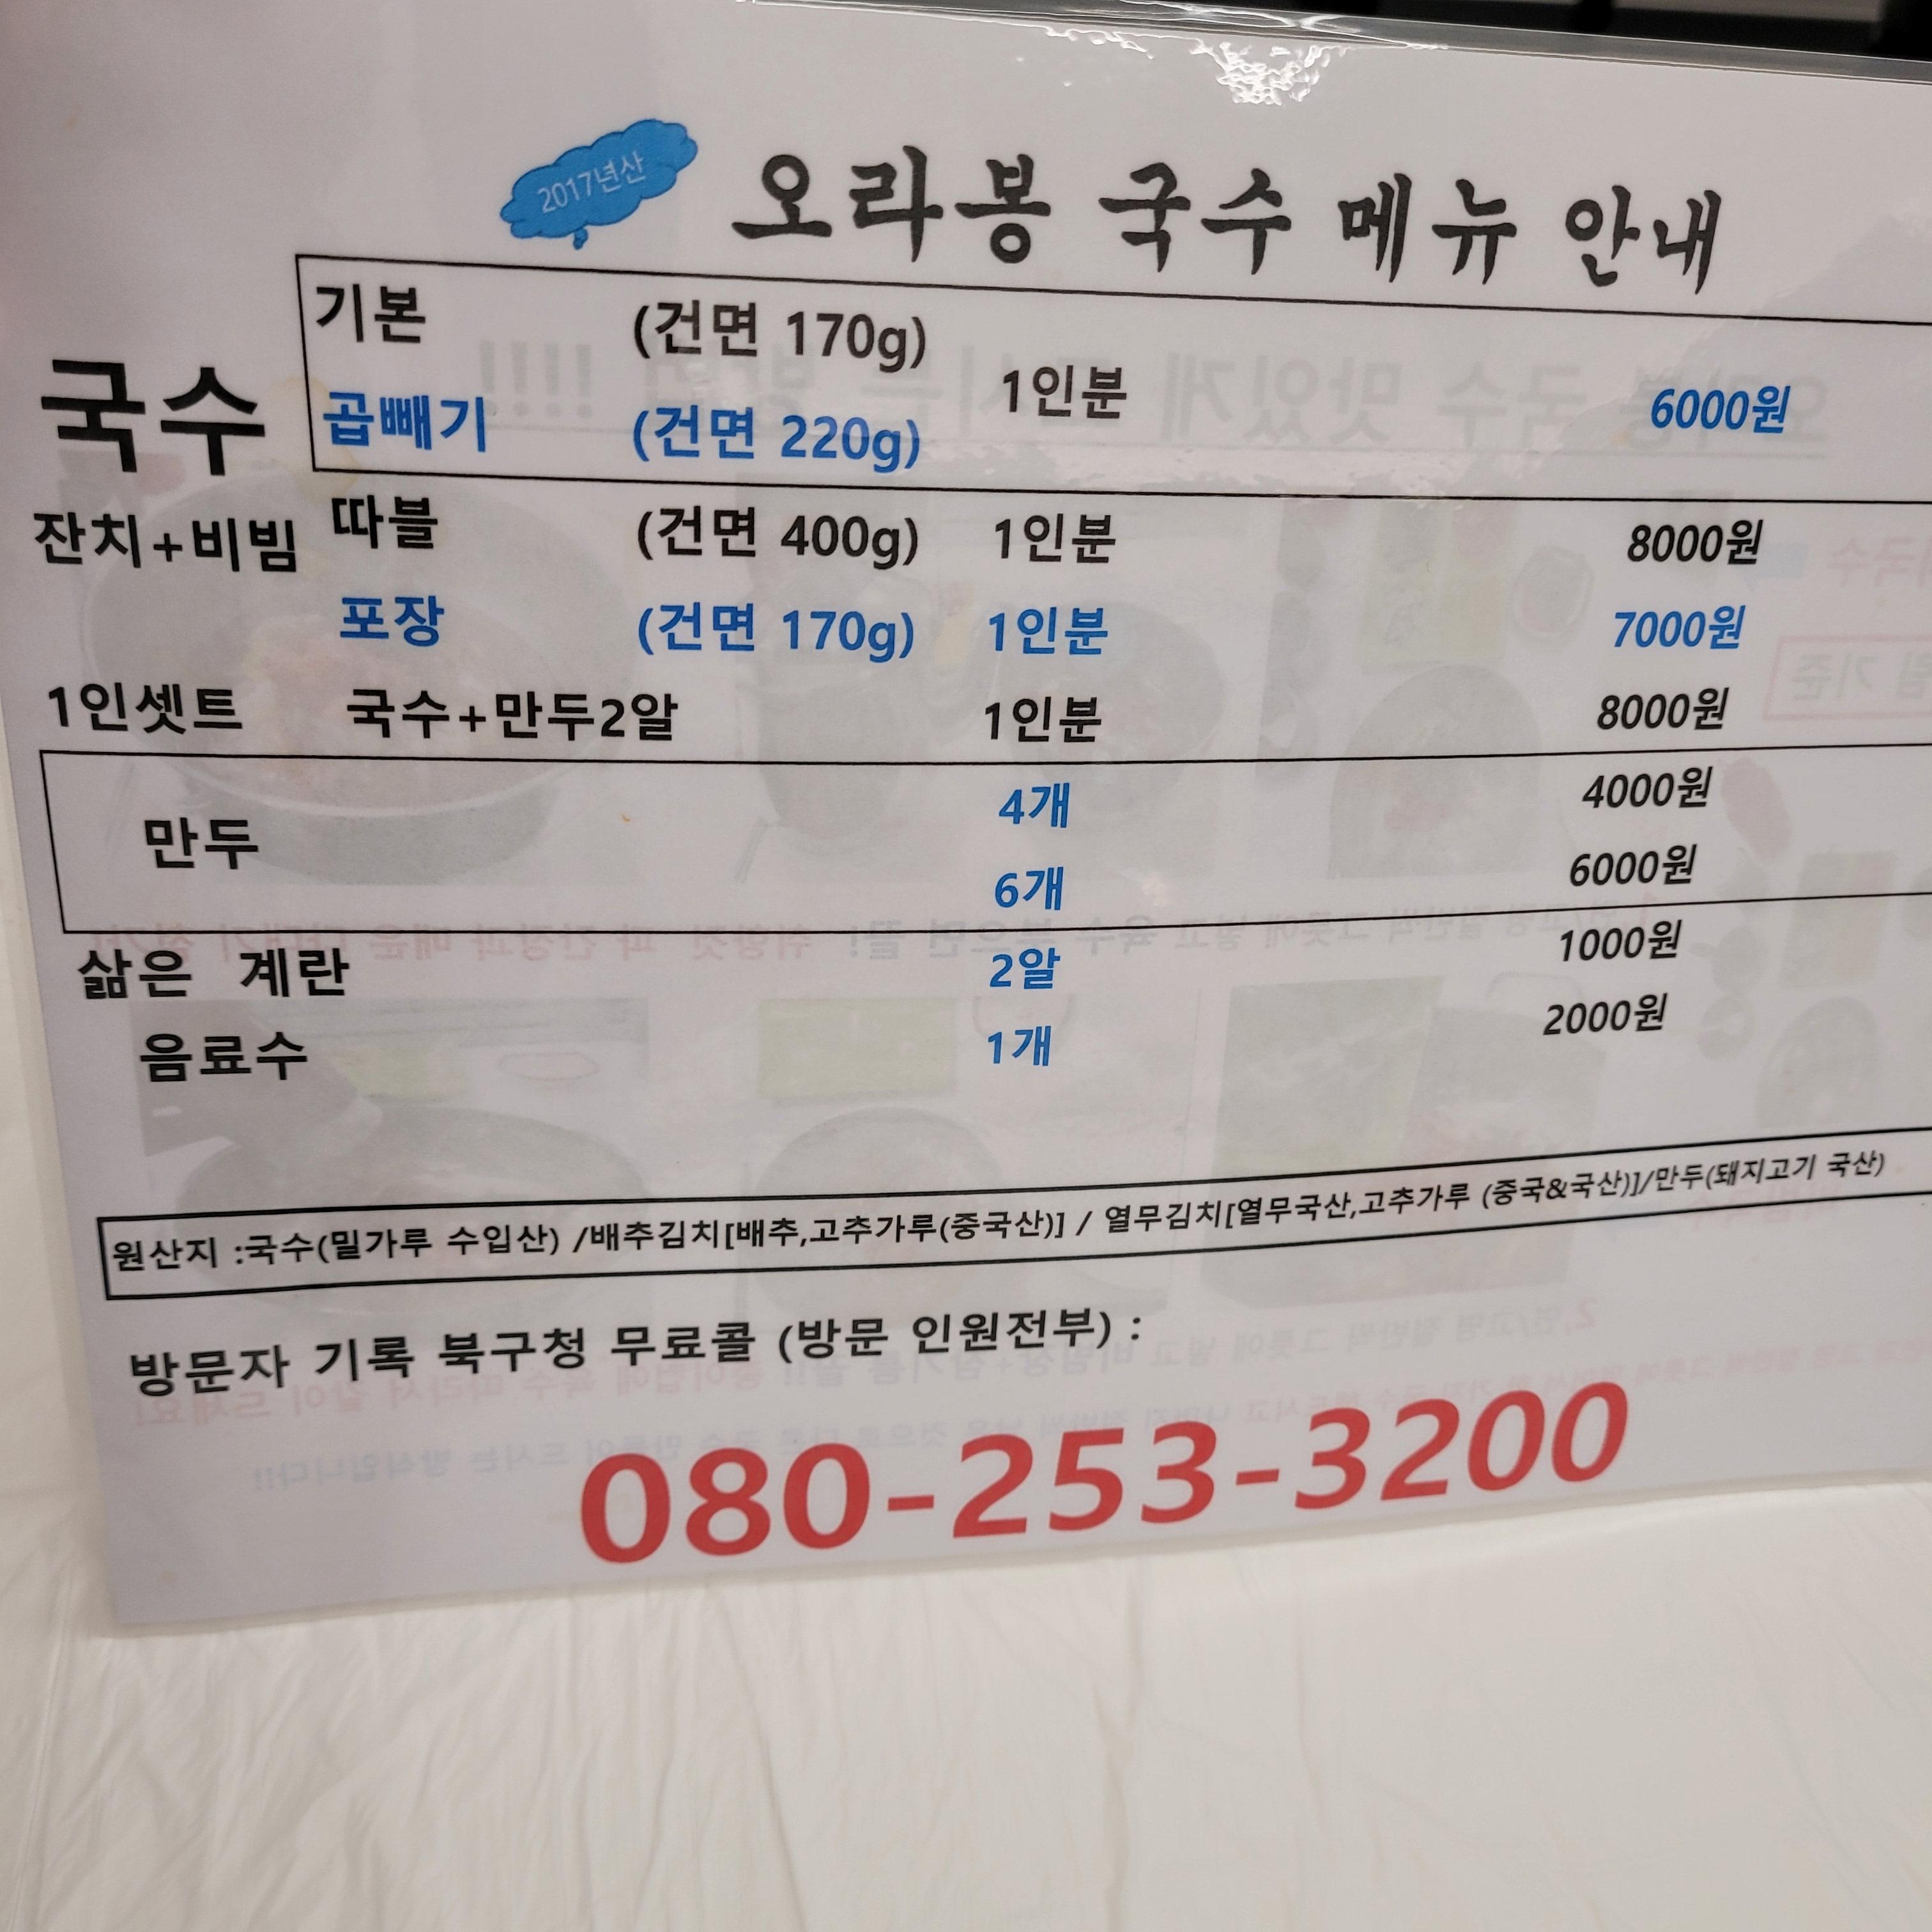 2017년산
오라봉 국수 메뉴 안내
국수
기본 (건면 170g)
곱빼기 (건면 220g)
1인분 6000원
잔치+비빔 따블 (건면 400g) 1인분 8000원
포장 (건면 170g) 1인분 7000원
1인셋트 국수+만두2알 1인분 8000원
만두
4개 4000원
6개 6000원
삶은 계란 2알 1000원
음료수 1개 2000원
원산지 :국수(밀가루 수입산) /배추김치[배추,고추가루(중국산)] / 열무김치[열무국산,고추가루 (중국&국산)]/만두(돼지고기 국산)
방문자 기록 북구청 무료콜 (방문 인원전부) :
080-253-3200